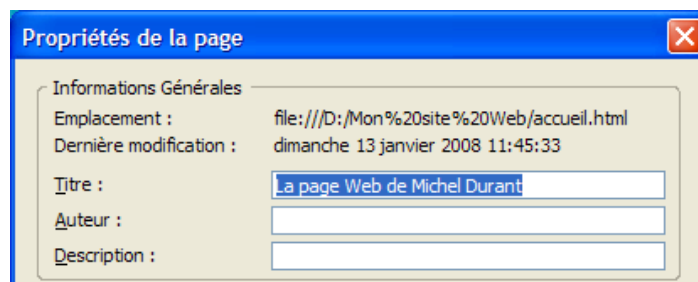 Propriétés de la page
Informations Générales
Emplacement : file:///D:/Mon%20site%20Web/accueil.html
Dernière modification : dimanche 13 janvier 2008 11:45:33
Titre : La page Web de Michel Durant
Auteur :
Description :